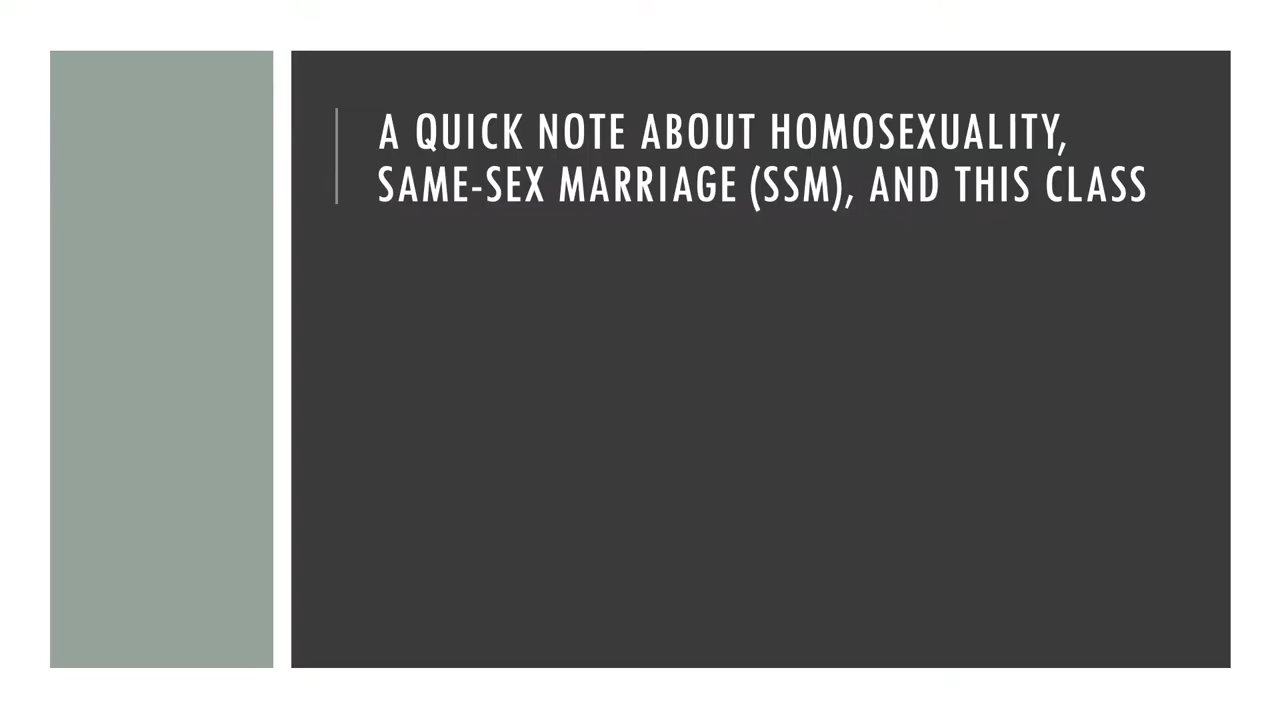 A QUICK NOTE ABOUT HOMOSEXUALITY,
SAME-SEX MARRIAGE (SSM), AND THIS CLASS